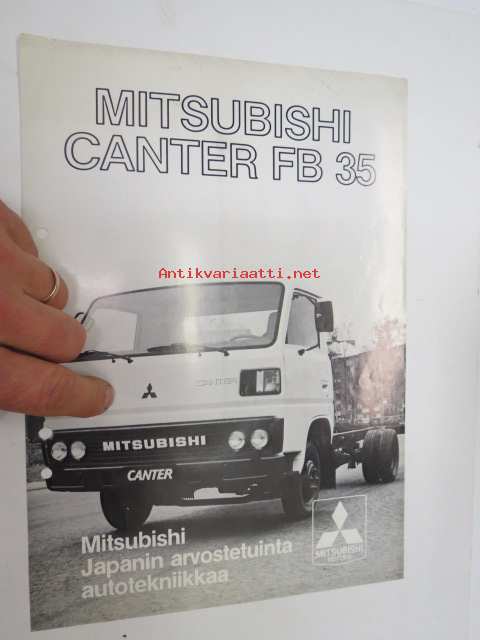 MITSUBISHI
CANTER FB 35
Antikvariaatti.net
CANTER
MITSUBISHI
CANTER
Mitsubishi
Japanin arvostetuinta
autotekniikkaa
MITSUBISHI